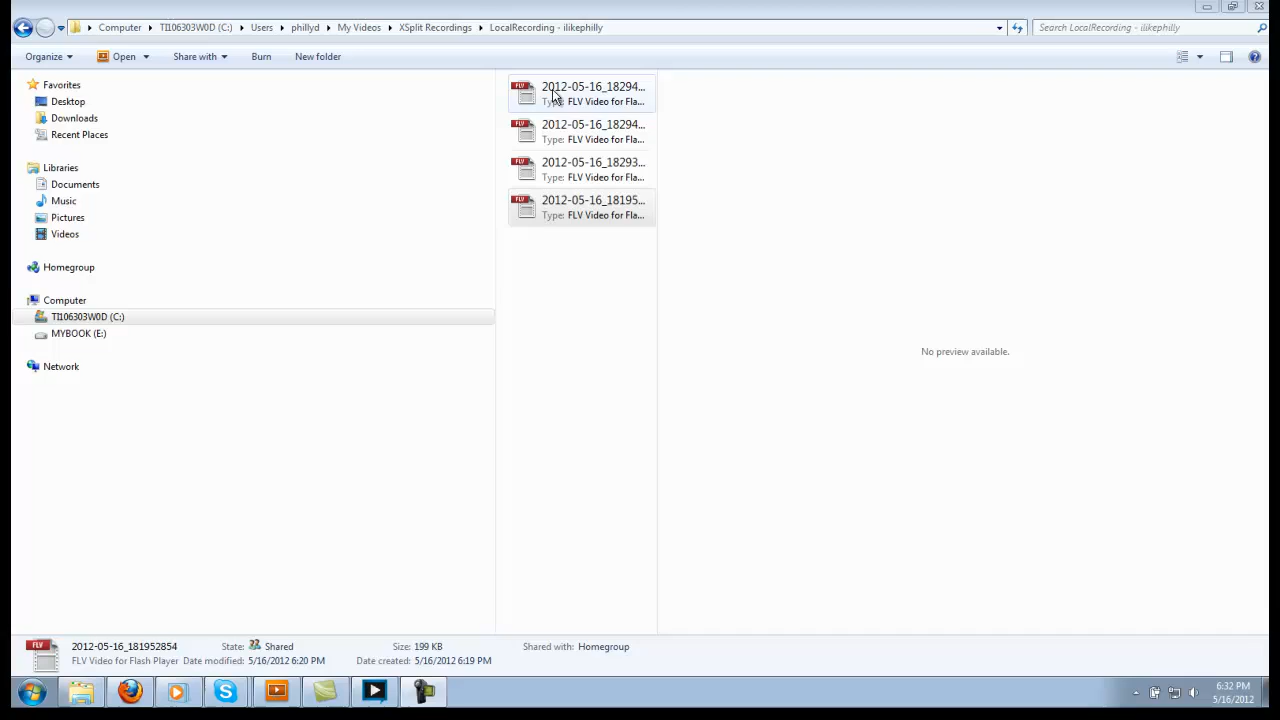 Computer TI106303W0D (C:) Users phillyd My Videos XSplit Recordings LocalRecording - ilikephilly
Search LocalRecording - ilikephilly
Organize Open Share with Burn New folder
Favorites
Desktop
Downloads
Recent Places
Libraries
Documents
Music
Pictures
Videos
Homegroup
Computer
TI106303W0D (C:)
MYBOOK (E:)
Network
FLV
2012-05-16_18294...
Type: FLV Video for Fla...
FLV
2012-05-16_18294...
Type: FLV Video for Fla...
FLV
2012-05-16_18293...
Type: FLV Video for Fla...
FLV
2012-05-16_18195...
Type: FLV Video for Fla...
No preview available.
FLV
2012-05-16_181952854 State: Shared Size: 199 KB Shared with: Homegroup
FLV Video for Flash Player Date modified: 5/16/2012 6:20 PM Date created: 5/16/2012 6:19 PM
6:32 PM
5/16/2012